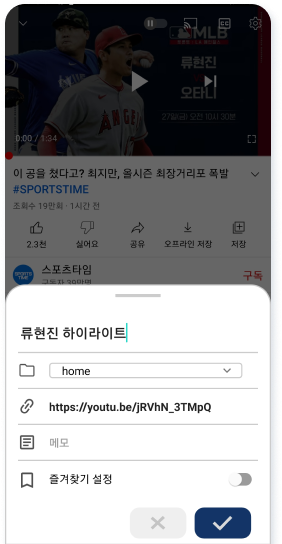 MLB
류현진
오타니
27일(금) 오전 10시 30분
0:00 / 1:34
이 공을 쳤다고? 최지만, 올시즌 최장거리포 폭발
#SPORTSTIME
조회수 19만회 · 1시간 전
2.3천
싫어요
공유
오프라인 저장
저장
SPORTS TIME
스포츠타임
구독
구독자 39만명
류현진 하이라이트
home
https://youtu.be/jRVhN_3TMpQ
메모
즐겨찾기 설정